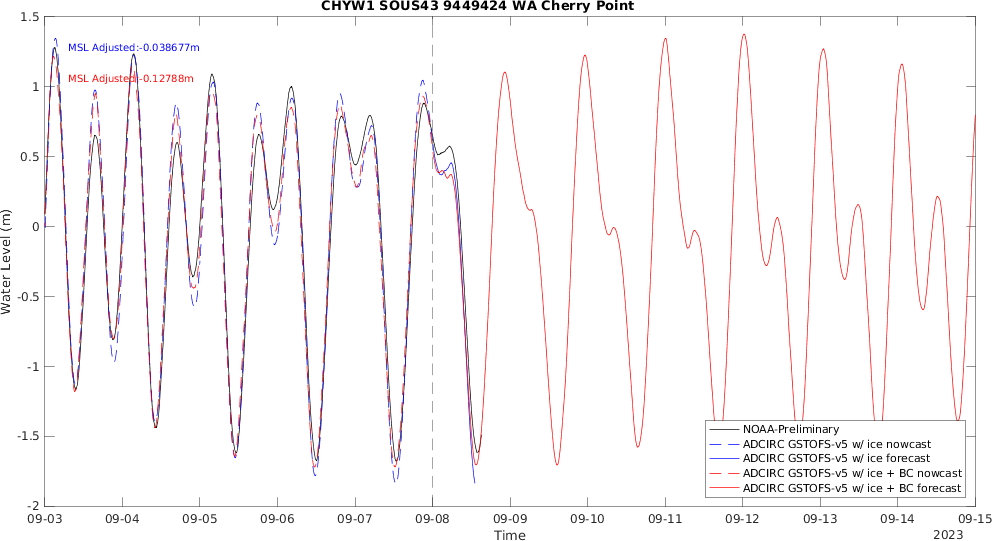 CHYW1 SOUS43 9449424 WA Cherry Point
1.5
1
0.5
0
-0.5
-1
-1.5
-2
Water Level (m)
MSL Adjusted:-0.038677m
MSL Adjusted:-0.12788m
NOAA-Preliminary
ADCIRC GSTOFS-v5 w/ ice nowcast
ADCIRC GSTOFS-v5 w/ ice forecast
ADCIRC GSTOFS-v5 w/ ice + BC nowcast
ADCIRC GSTOFS-v5 w/ ice + BC forecast
09-03 09-04 09-05 09-06 09-07 09-08 09-09 09-10 09-11 09-12 09-13 09-14 09-15
Time
2023